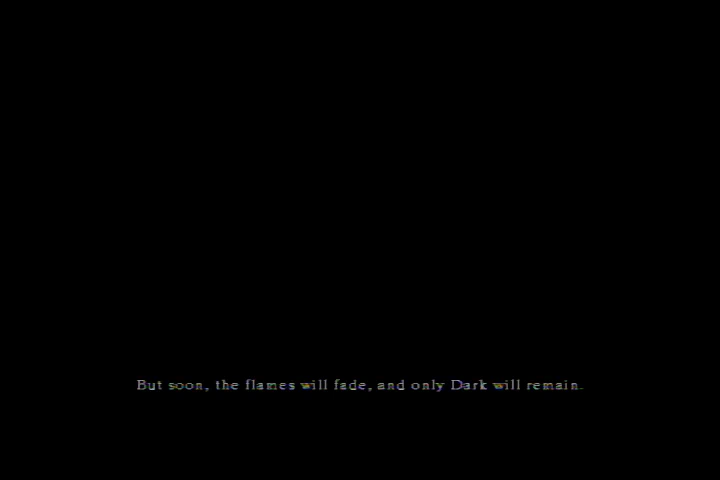 But soon, the flames will fade, and only Dark will remain.